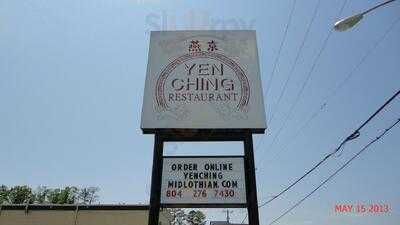 燕京
YEN
CHING
RESTAURANT
ORDER ONLINE
YENCHING
MIDLOTHIAN.COM
804 276 7430
MAY 15 2013